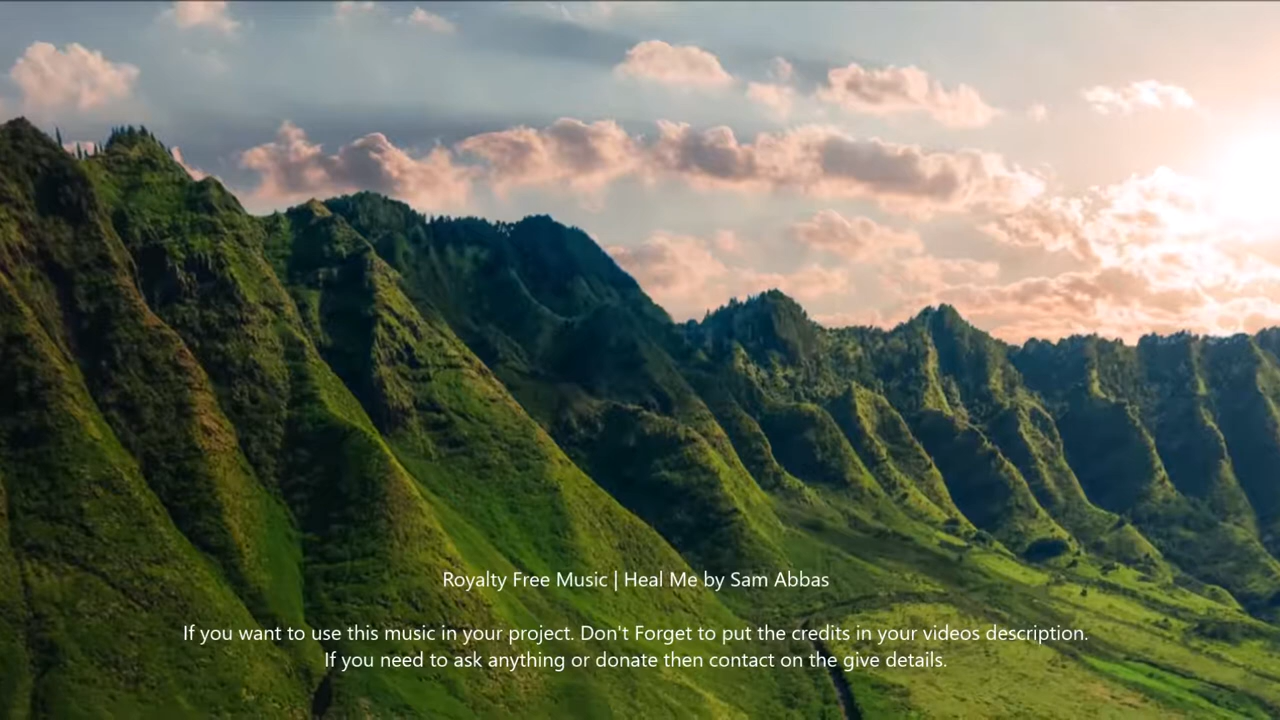 Royalty Free Music | Heal Me by Sam Abbas
If you want to use this music in your project. Don't Forget to put the credits in your videos description.
If you need to ask anything or donate then contact on the give details.